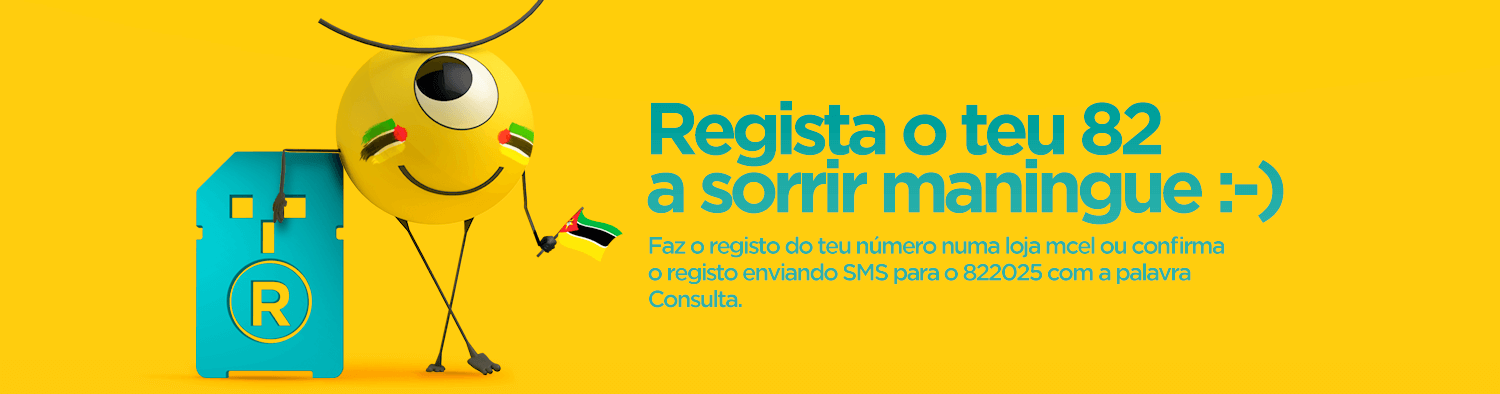 Regista o teu 82
a sorrir maningue :-)
Faz o registo do teu número numa loja mcel ou confirma
o registo enviando SMS para o 822025 com a palavra
Consulta.
R